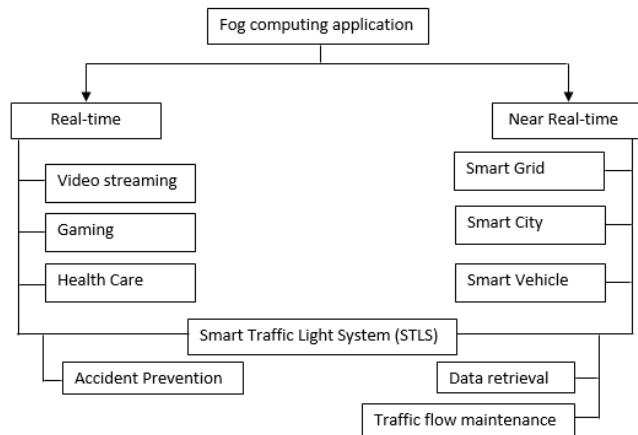 Fog computing application
Real-time
Near Real-time
Video streaming
Smart Grid
Gaming
Smart City
Health Care
Smart Vehicle
Smart Traffic Light System (STLS)
Accident Prevention
Data retrieval
Traffic flow maintenance